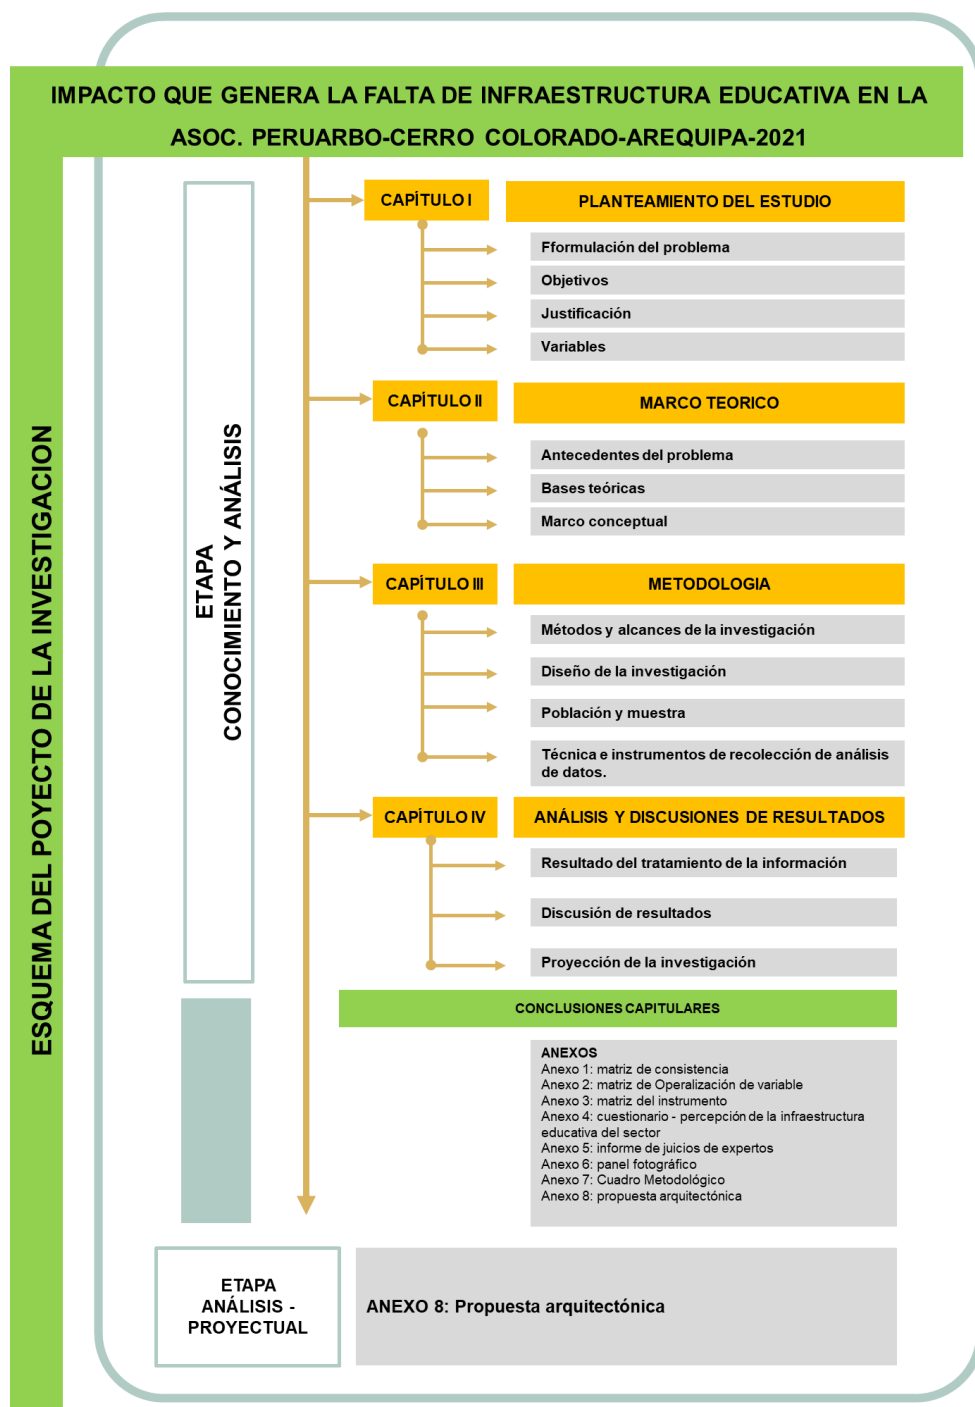 IMPACTO QUE GENERA LA FALTA DE INFRAESTRUCTURA EDUCATIVA EN LA
ASOC. PERUARBO-CERRO COLORADO-AREQUIPA-2021
ESQUEMA DEL POYECTO DE LA INVESTIGACION
ETAPA
CONOCIMIENTO Y ANÁLISIS
CAPÍTULO I
PLANTEAMIENTO DEL ESTUDIO
Fformulación del problema
Objetivos
Justificación
Variables
CAPÍTULO II
MARCO TEORICO
Antecedentes del problema
Bases teóricas
Marco conceptual
CAPÍTULO III
METODOLOGIA
Métodos y alcances de la investigación
Diseño de la investigación
Población y muestra
Técnica e instrumentos de recolección de análisis
de datos.
CAPÍTULO IV
ANÁLISIS Y DISCUSIONES DE RESULTADOS
Resultado del tratamiento de la información
Discusión de resultados
Proyección de la investigación
CONCLUSIONES CAPITULARES
ANEXOS
Anexo 1: matriz de consistencia
Anexo 2: matriz de Operalización de variable
Anexo 3: matriz del instrumento
Anexo 4: cuestionario - percepción de la infraestructura
educativa del sector
Anexo 5: informe de juicios de expertos
Anexo 6: panel fotográfico
Anexo 7: Cuadro Metodológico
Anexo 8: propuesta arquitectónica
ETAPA
ANÁLISIS -
PROYECTUAL
ANEXO 8: Propuesta arquitectónica